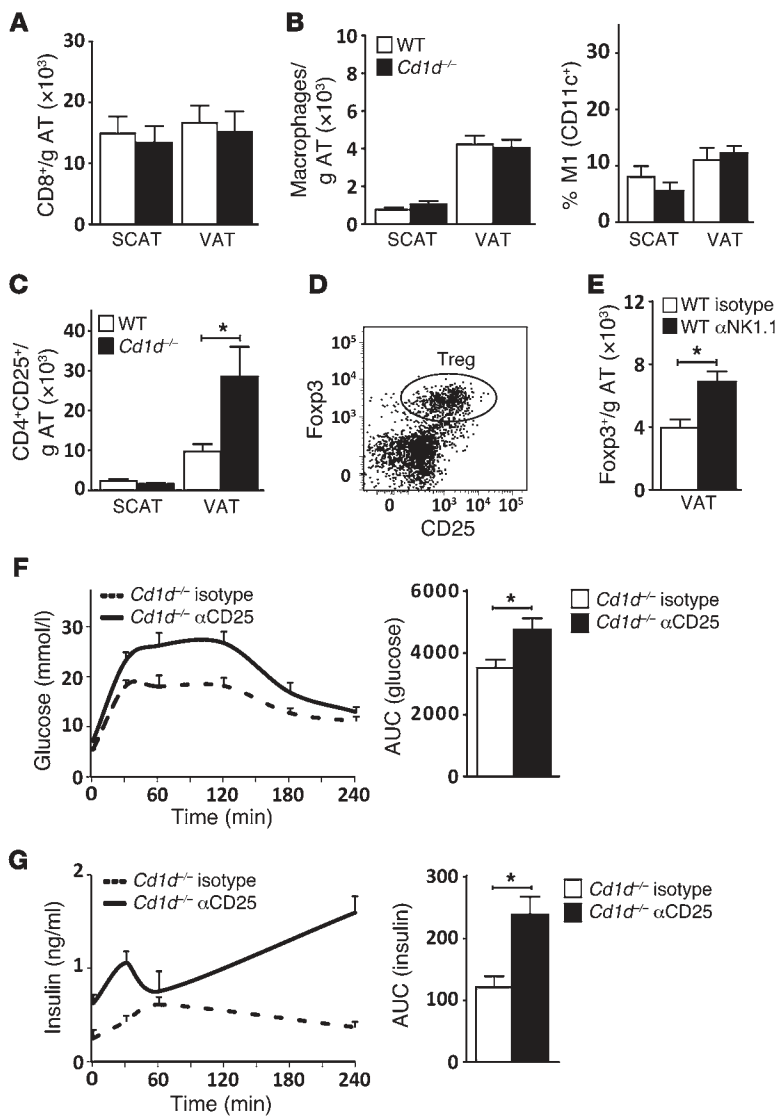 A
CD8⁺/g AT (×10³)
30
20
10
0
SCAT VAT
B
WT
Cd1d⁻/⁻
Macrophages/
g AT (×10³)
10
8
6
4
2
0
SCAT VAT
% M1 (CD11c⁺)
30
20
10
0
SCAT VAT
C
WT
Cd1d⁻/⁻
*
CD4⁺CD25⁺/
g AT (×10³)
40
30
20
10
0
SCAT VAT
D
Treg
Foxp3
10⁵
10⁴
10³
0
0 10³ 10⁴ 10⁵
CD25
E
WT isotype
WT αNK1.1
*
Foxp3⁺/g AT (×10³)
12
8
4
0
VAT
F
Cd1d⁻/⁻ isotype
Cd1d⁻/⁻ αCD25
Glucose (mmol/l)
30
20
10
0
0 60 120 180 240
Time (min)
AUC (glucose)
6000
4000
2000
0
*
Cd1d⁻/⁻ isotype
Cd1d⁻/⁻ αCD25
G
Cd1d⁻/⁻ isotype
Cd1d⁻/⁻ αCD25
Insulin (ng/ml)
2
1
0
0 60 120 180 240
Time (min)
AUC (insulin)
300
200
100
0
*
Cd1d⁻/⁻ isotype
Cd1d⁻/⁻ αCD25